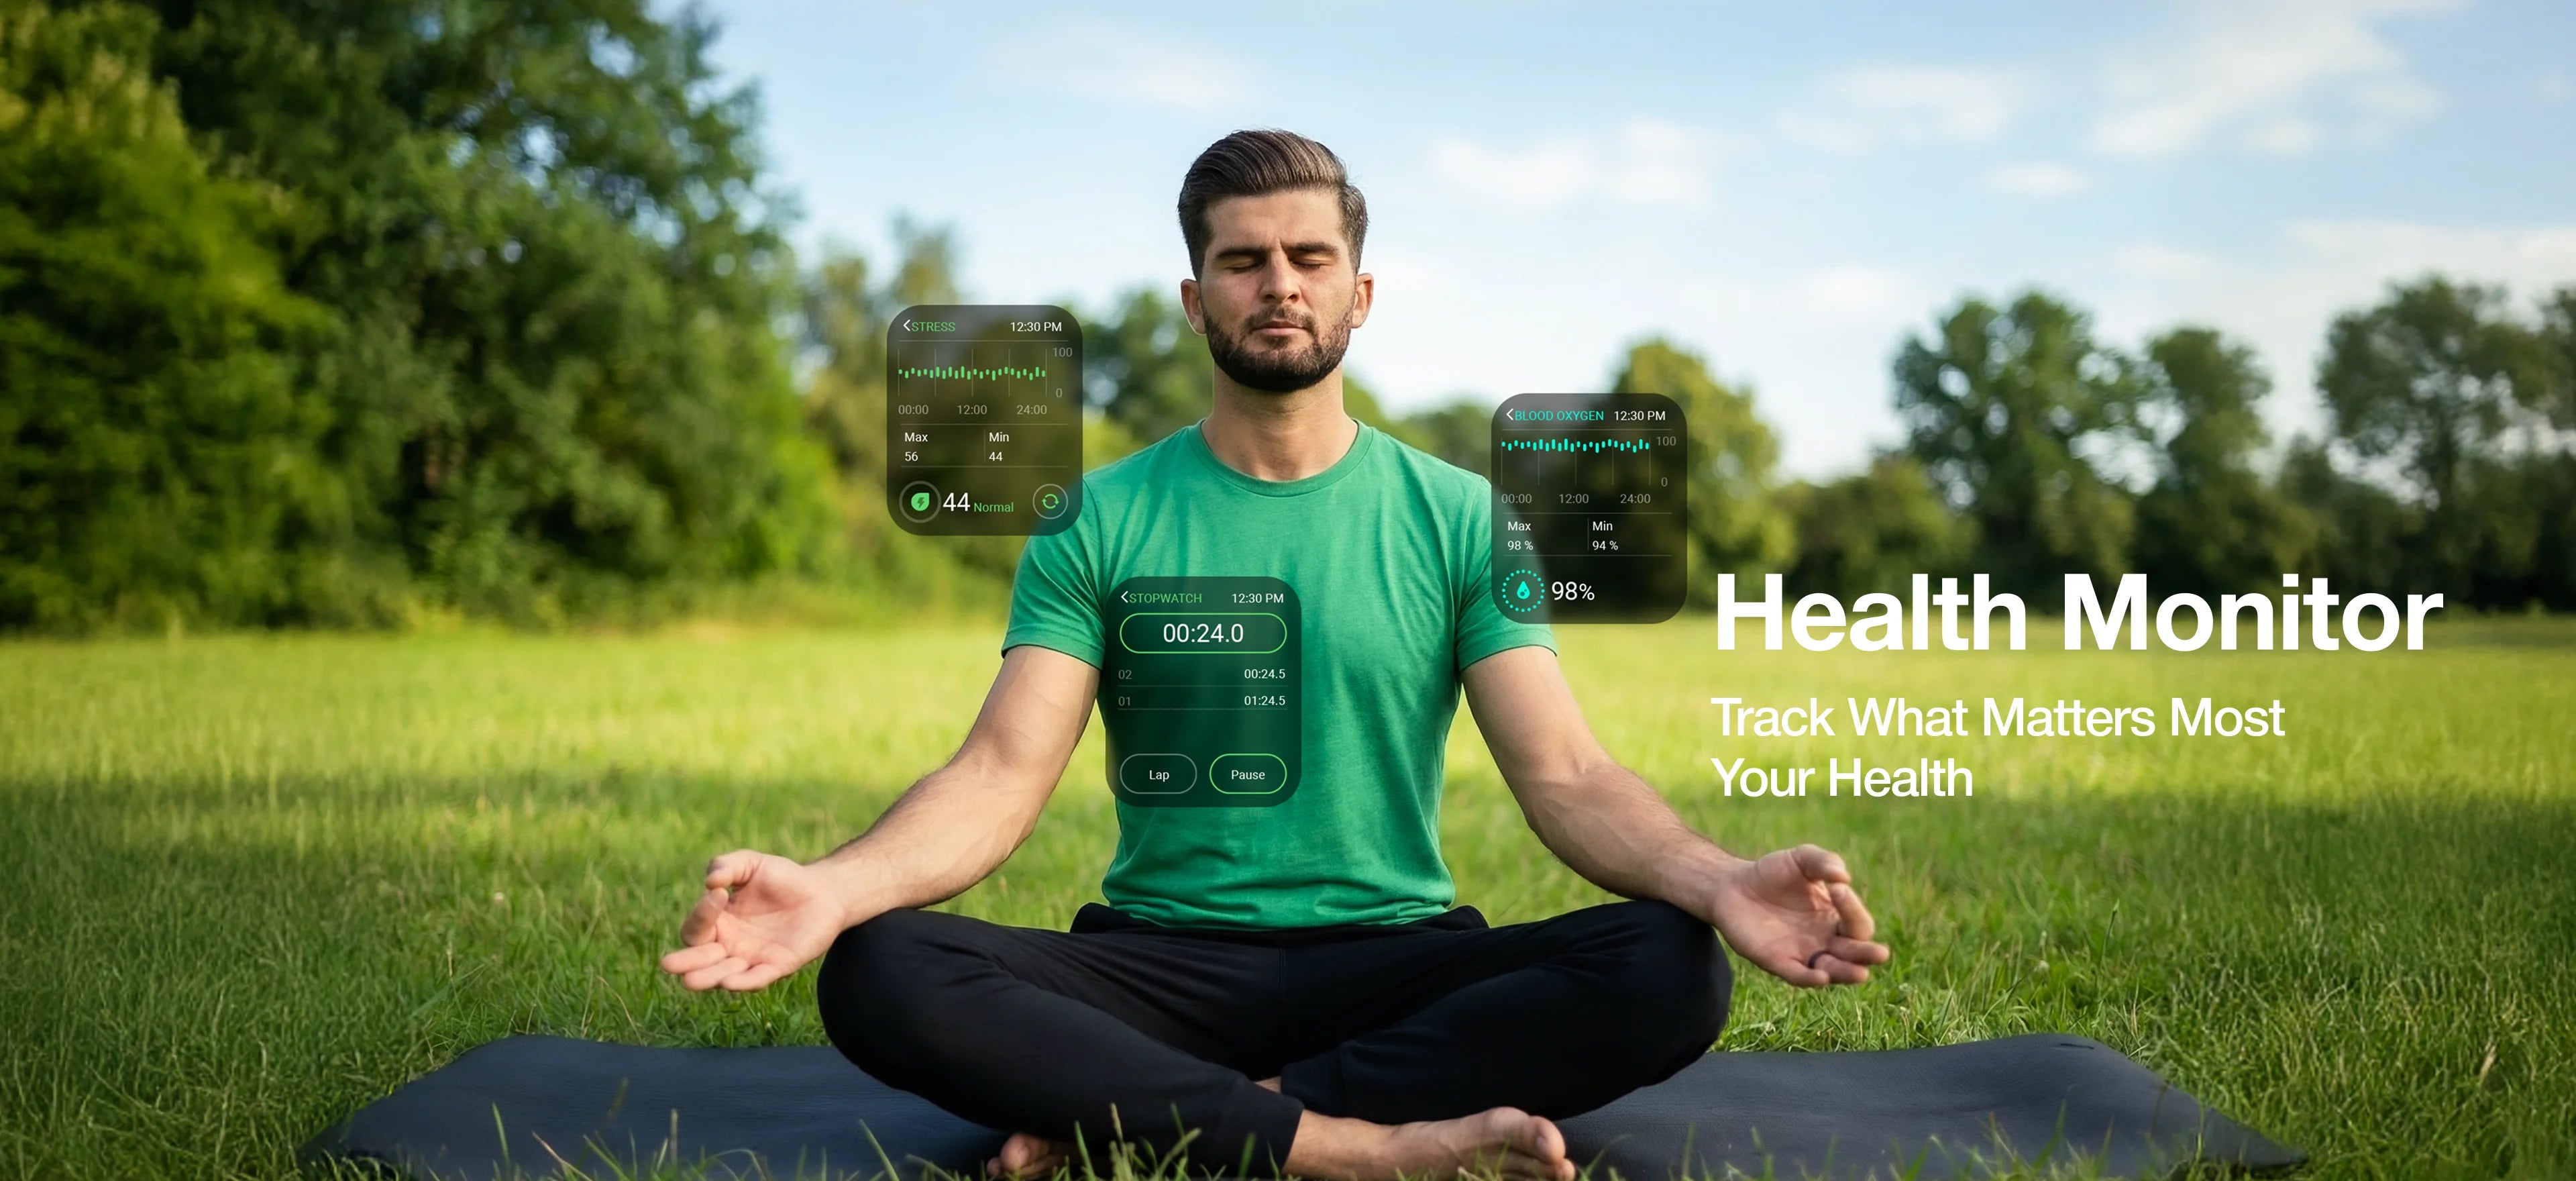 STRESS 12:30 PM
100
0
00:00 12:00 24:00
Max Min
56 44
44 Normal
BLOOD OXYGEN 12:30 PM
100
0
00:00 12:00 24:00
Max Min
98 % 94 %
98%
STOPWATCH 12:30 PM
00:24.0
02 00:24.5
01 01:24.5
Lap Pause
Health Monitor
Track What Matters Most
Your Health